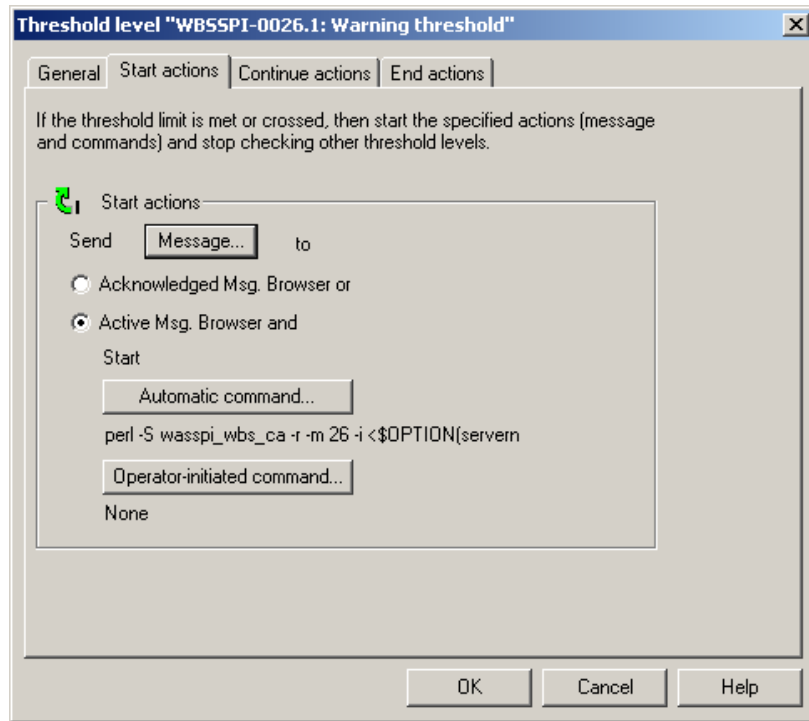 Threshold level "WBSSPI-0026.1: Warning threshold"
General Start actions Continue actions End actions
If the threshold limit is met or crossed, then start the specified actions (message
and commands) and stop checking other threshold levels.
Start actions
Send Message... to
Acknowledged Msg. Browser or
Active Msg. Browser and
Start
Automatic command...
perl -S wasspi_wbs_ca -r -m 26 -i <$OPTION(servern
Operator-initiated command...
None
OK Cancel Help